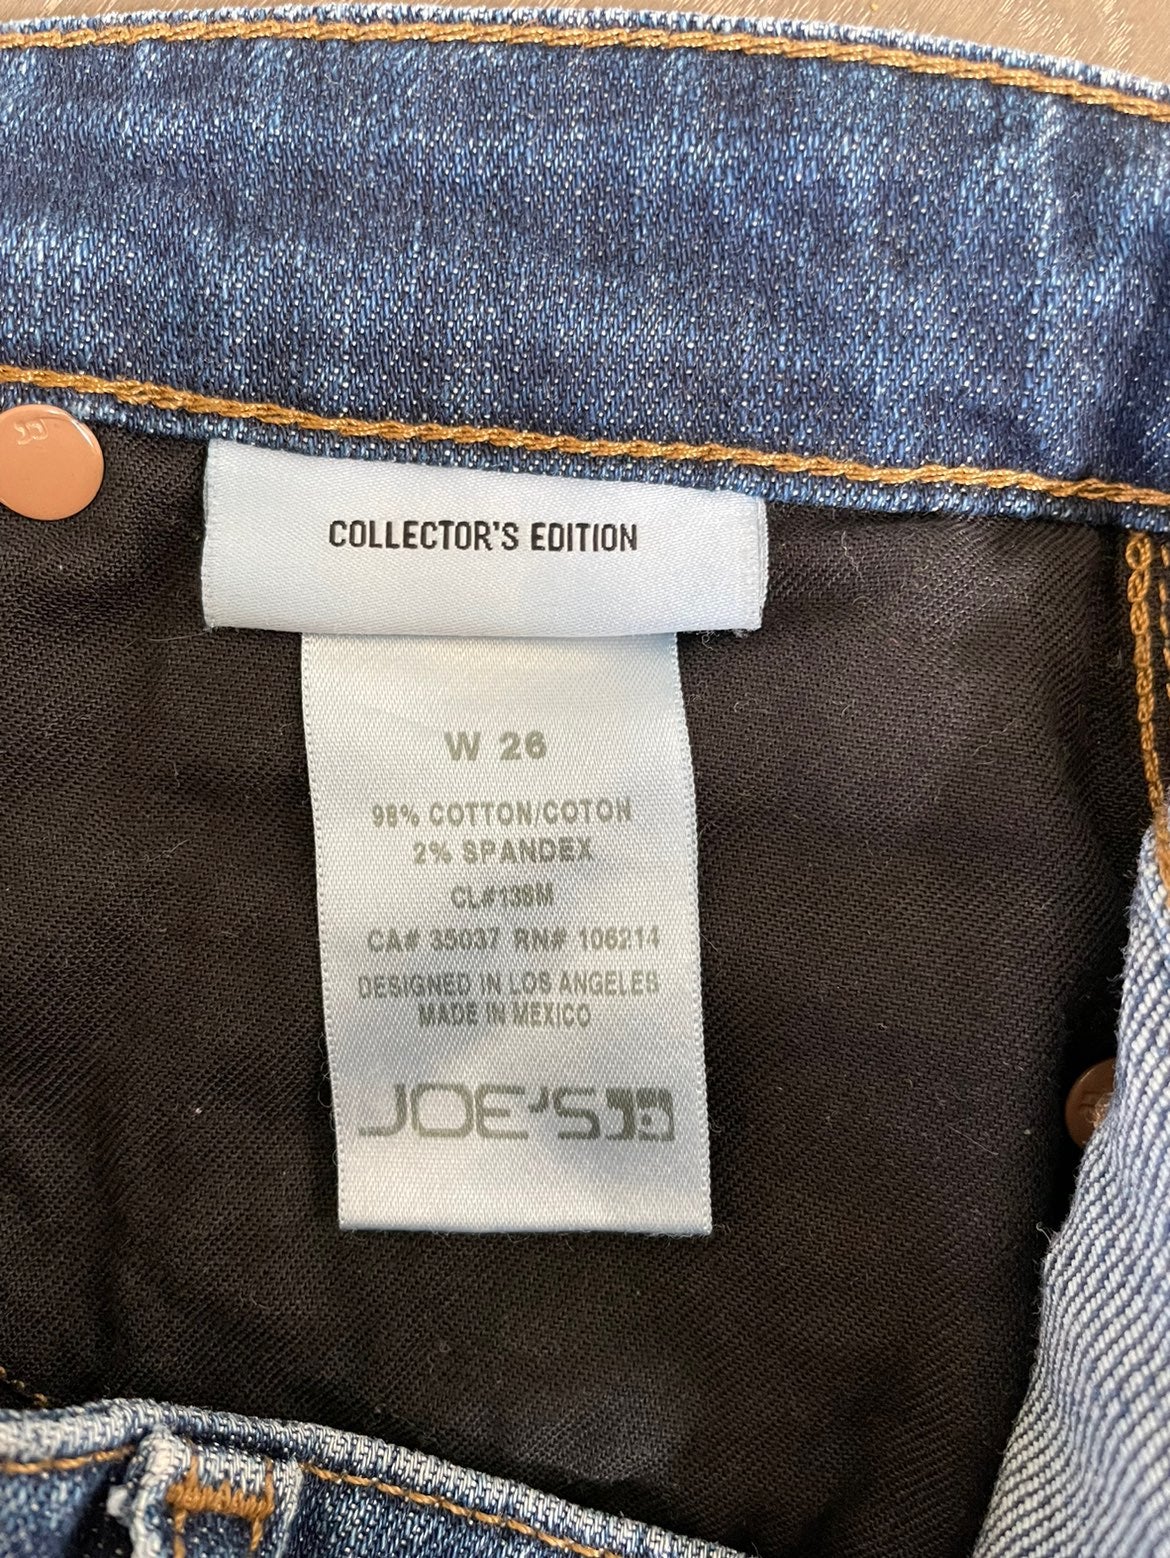 COLLECTOR'S EDITION
W 26
98% COTTON/COTON
2% SPANDEX
CL#138M
CA# 35037 RN# 106214
DESIGNED IN LOS ANGELES
MADE IN MEXICO
JOE'S